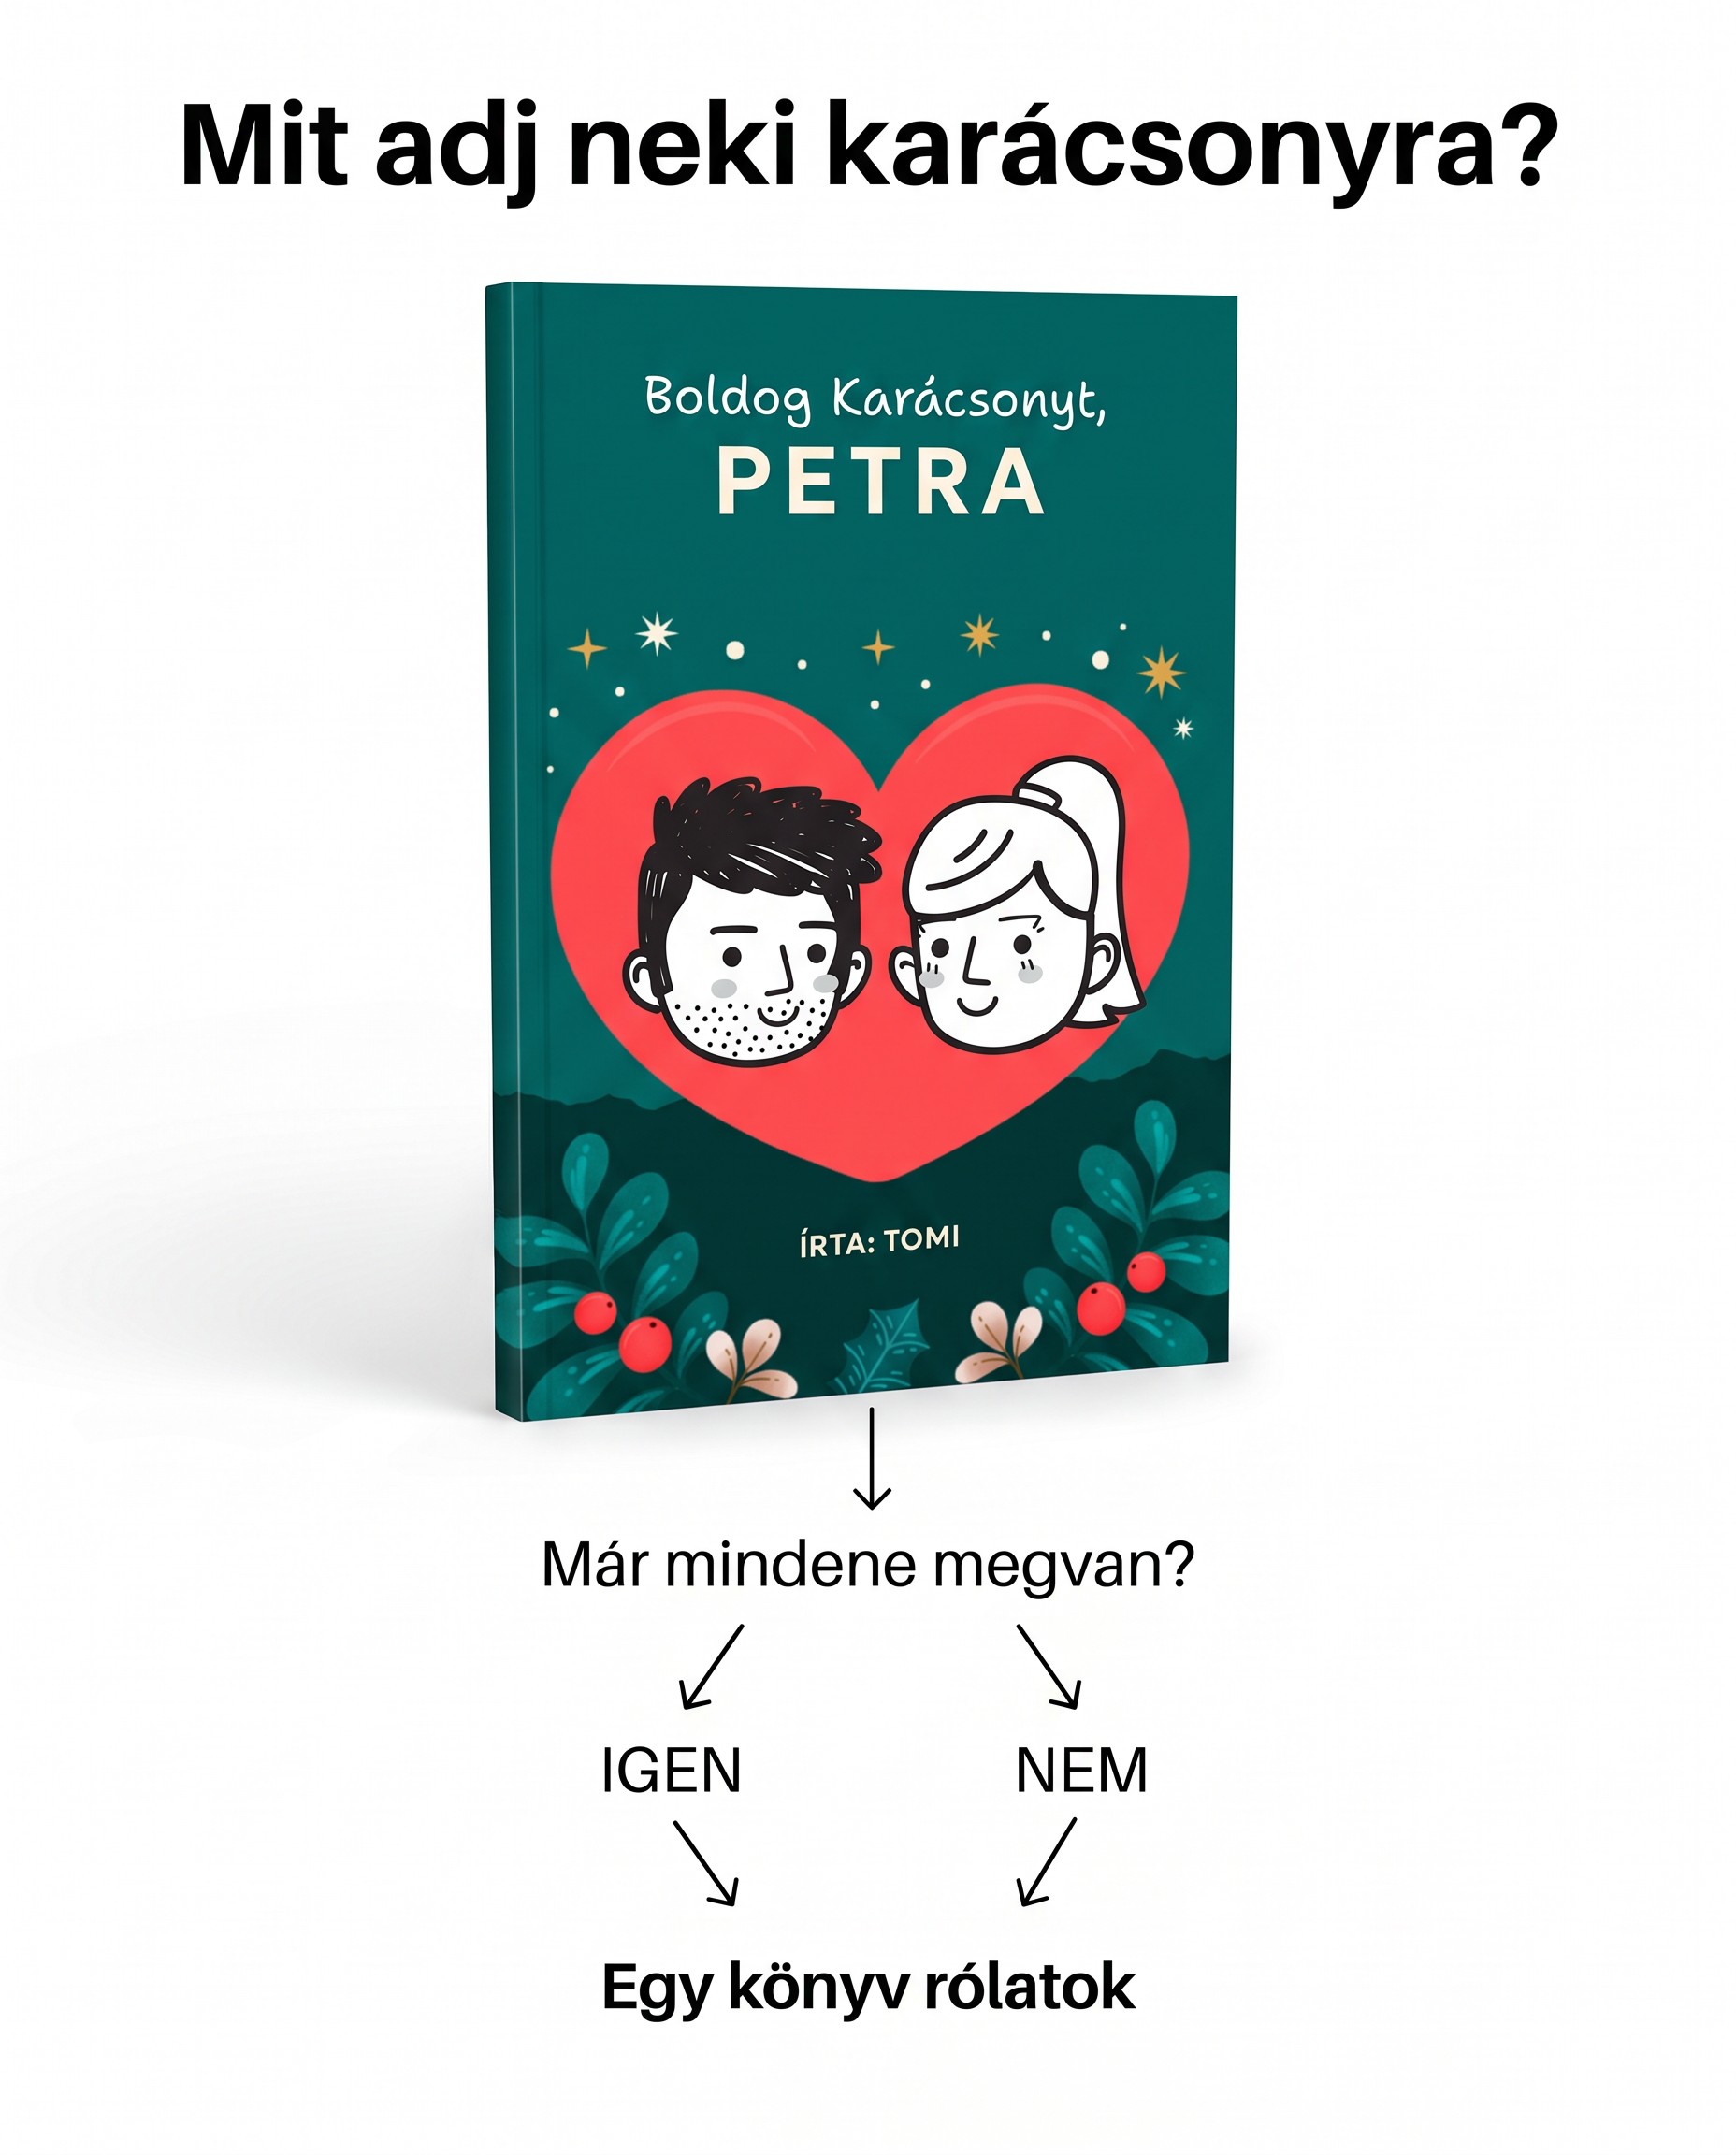 Mit adj neki karácsonyra?
Boldog Karácsonyt,
PETRA
ÍRTA: TOMI
Már mindene megvan?
IGEN
NEM
Egy könyv rólatok